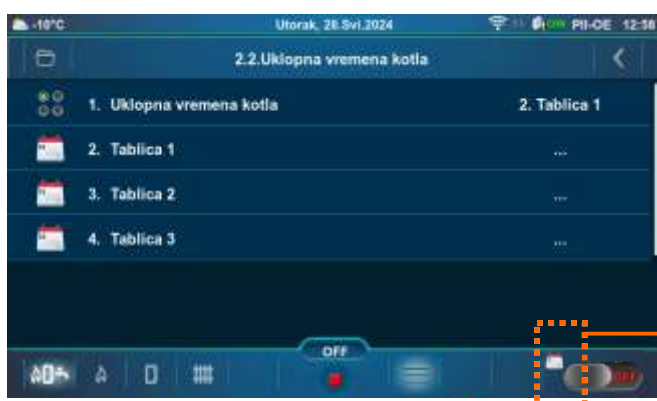 -10°C Utorak, 28.Svi.2024 PII-OE 12:58
2.2.Uklopna vremena kotla
1. Uklopna vremena kotla 2. Tablica 1
2. Tablica 1 ...
3. Tablica 2 ...
4. Tablica 3 ...
OFF
OFF